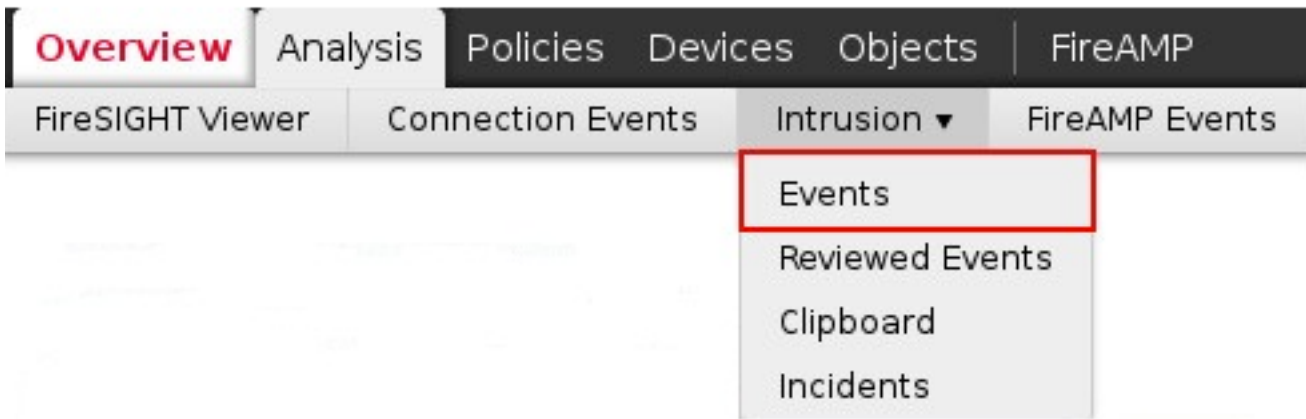 Overview Analysis Policies Devices Objects FireAMP
FireSIGHT Viewer Connection Events Intrusion ▾ FireAMP Events
Events
Reviewed Events
Clipboard
Incidents